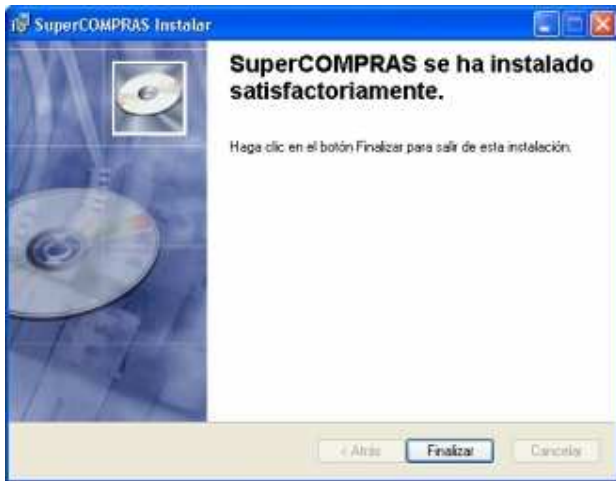 SuperCOMPRAS Instalar
SuperCOMPRAS se ha instalado
satisfactoriamente.
Haga clic en el botón Finalizar para salir de esta instalación.
< Atrás
Finalizar
Cancelar